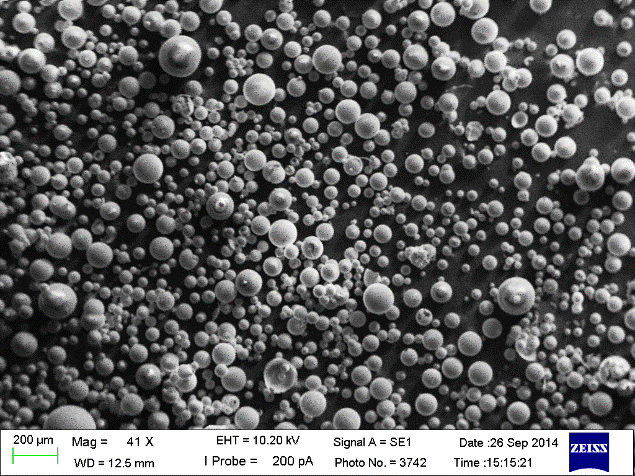 200 µm
Mag = 41 X
WD = 12.5 mm
EHT = 10.20 kV
I Probe = 200 pA
Signal A = SE1
Photo No. = 3742
Date :26 Sep 2014
Time :15:15:21
ZEISS